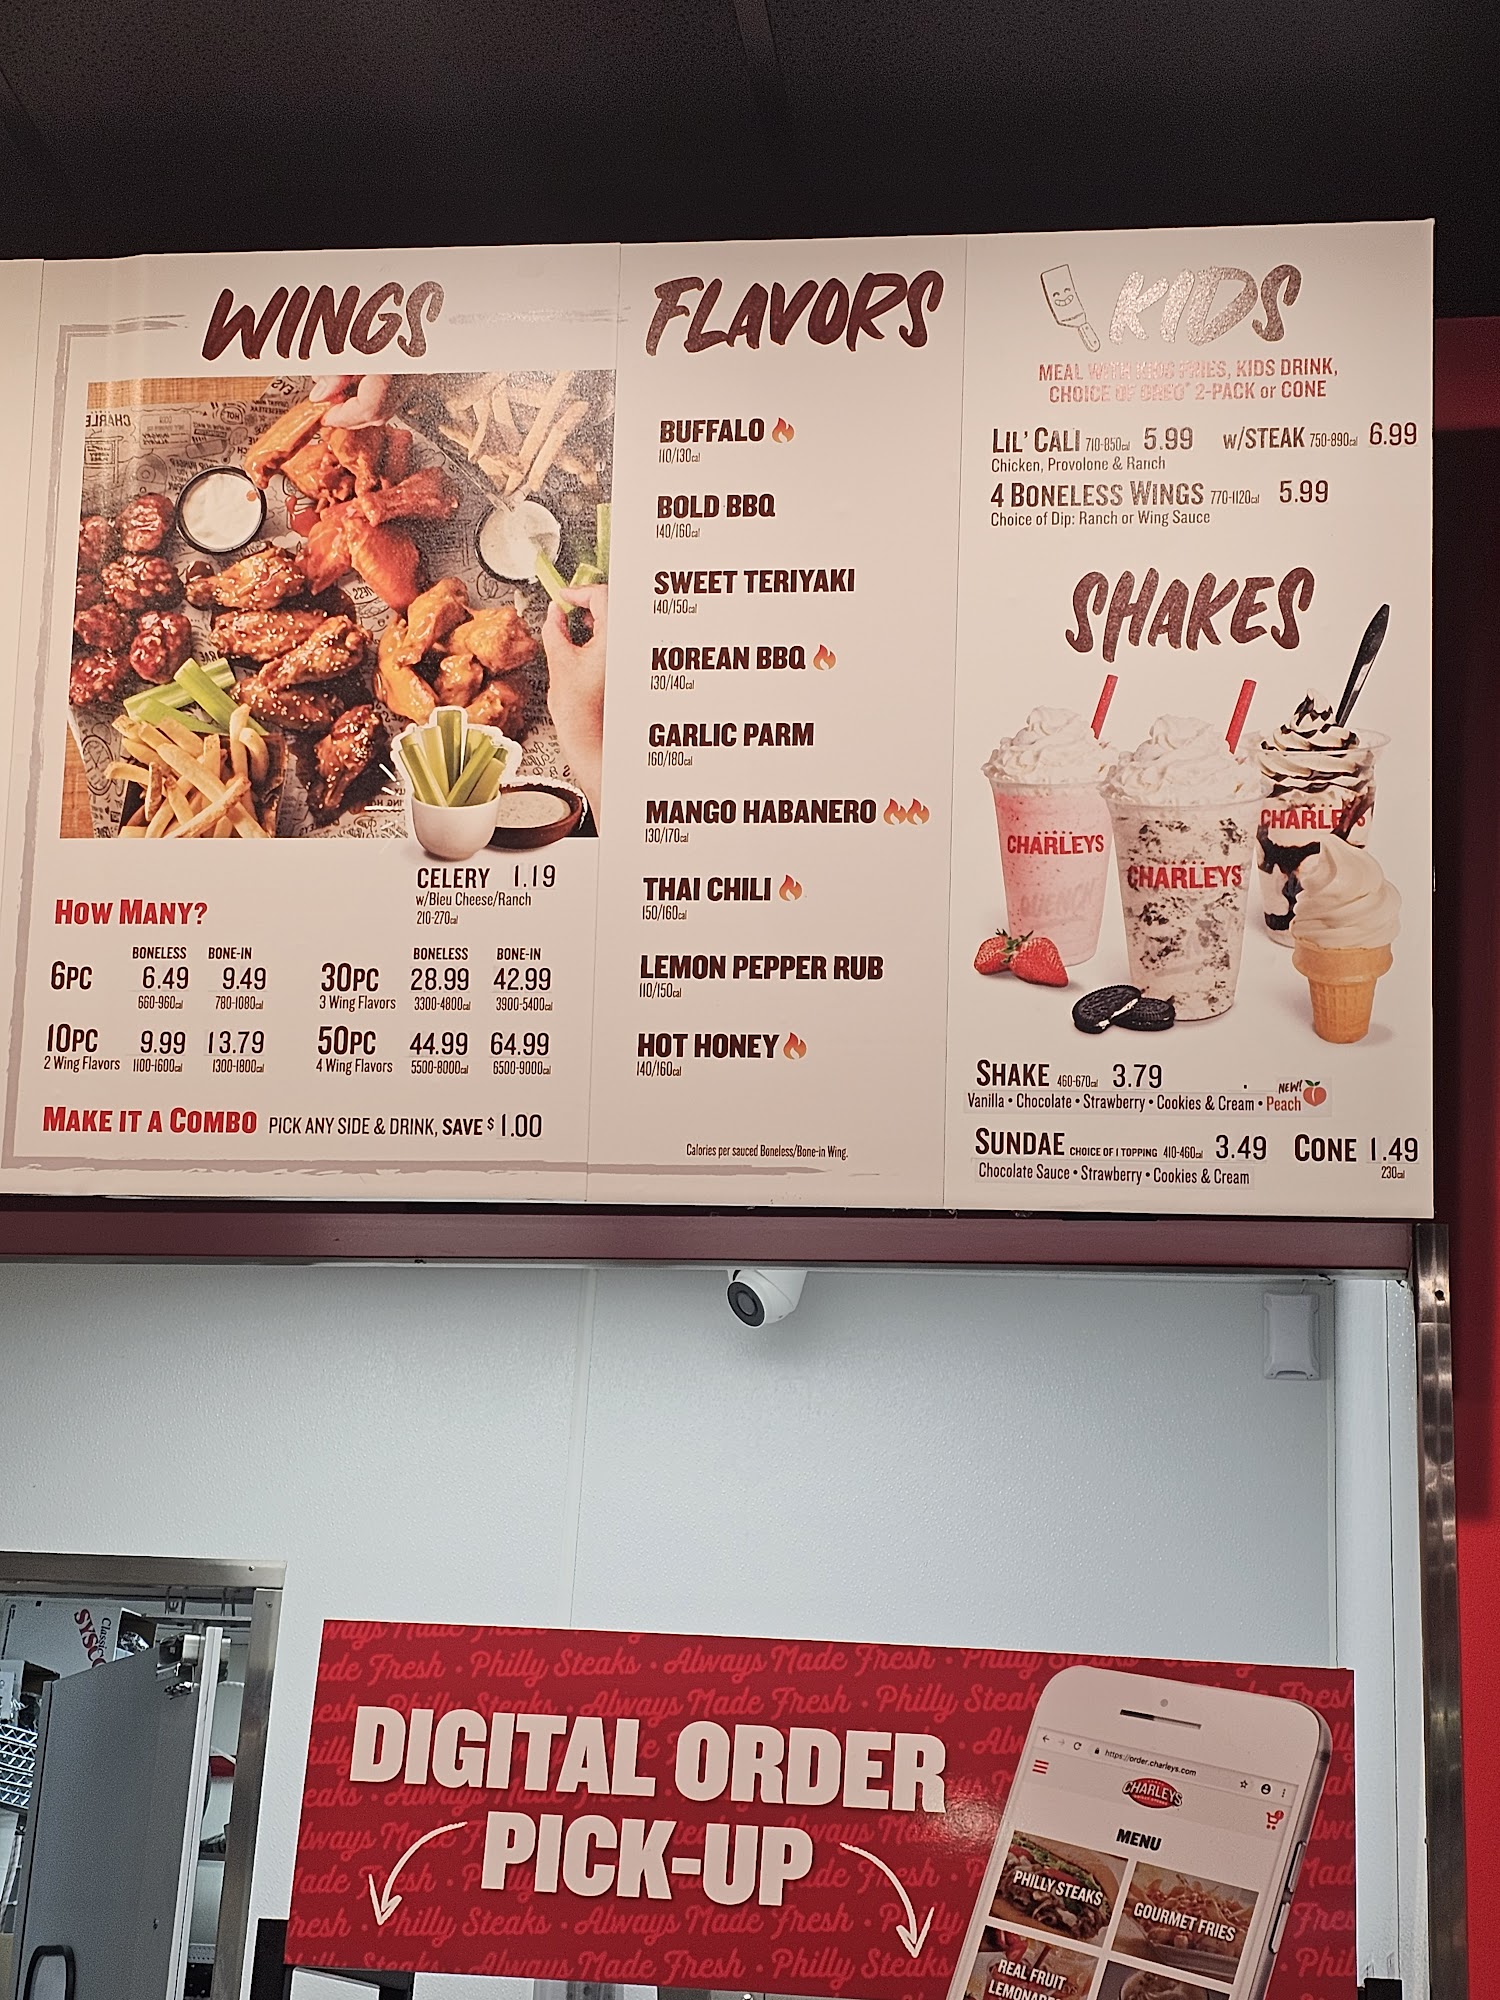 WINGS
CELERY 1.19
w/Bleu Cheese/Ranch
210-270cal
HOW MANY?
BONELESS BONE-IN
6PC 6.49 9.49
660-960cal 780-1080cal
10PC 9.99 13.79
2 Wing Flavors 1100-1600cal 1300-1800cal
BONELESS BONE-IN
30PC 28.99 42.99
3 Wing Flavors 3300-4800cal 3900-5400cal
50PC 44.99 64.99
4 Wing Flavors 5500-8000cal 6500-9000cal
MAKE IT A COMBO PICK ANY SIDE & DRINK, SAVE $1.00
FLAVORS
BUFFALO
110/130cal
BOLD BBQ
140/160cal
SWEET TERIYAKI
140/150cal
KOREAN BBQ
130/140cal
GARLIC PARM
160/180cal
MANGO HABANERO
130/170cal
THAI CHILI
150/160cal
LEMON PEPPER RUB
110/150cal
HOT HONEY
140/160cal
Calories per sauced Boneless/Bone-in Wing.
KIDS
MEAL WITH KIDS FRIES, KIDS DRINK,
CHOICE OF OREO® 2-PACK or CONE
LIL' CALI 710-850cal 5.99 w/STEAK 750-890cal 6.99
Chicken, Provolone & Ranch
4 BONELESS WINGS 770-1120cal 5.99
Choice of Dip: Ranch or Wing Sauce
SHAKES
CHARLEYS
CHARLEYS
CHARLEYS
SHAKE 460-670cal 3.79
NEW!
Vanilla • Chocolate • Strawberry • Cookies & Cream • Peach
SUNDAE CHOICE OF 1 TOPPING 410-460cal 3.49 CONE 1.49
Chocolate Sauce • Strawberry • Cookies & Cream 230cal
Classic
SYSCO
Always Made Fresh • Philly Steaks
DIGITAL ORDER
PICK-UP
https://order.charleys.com
CHARLEYS
MENU
PHILLY STEAKS
GOURMET FRIES
REAL FRUIT